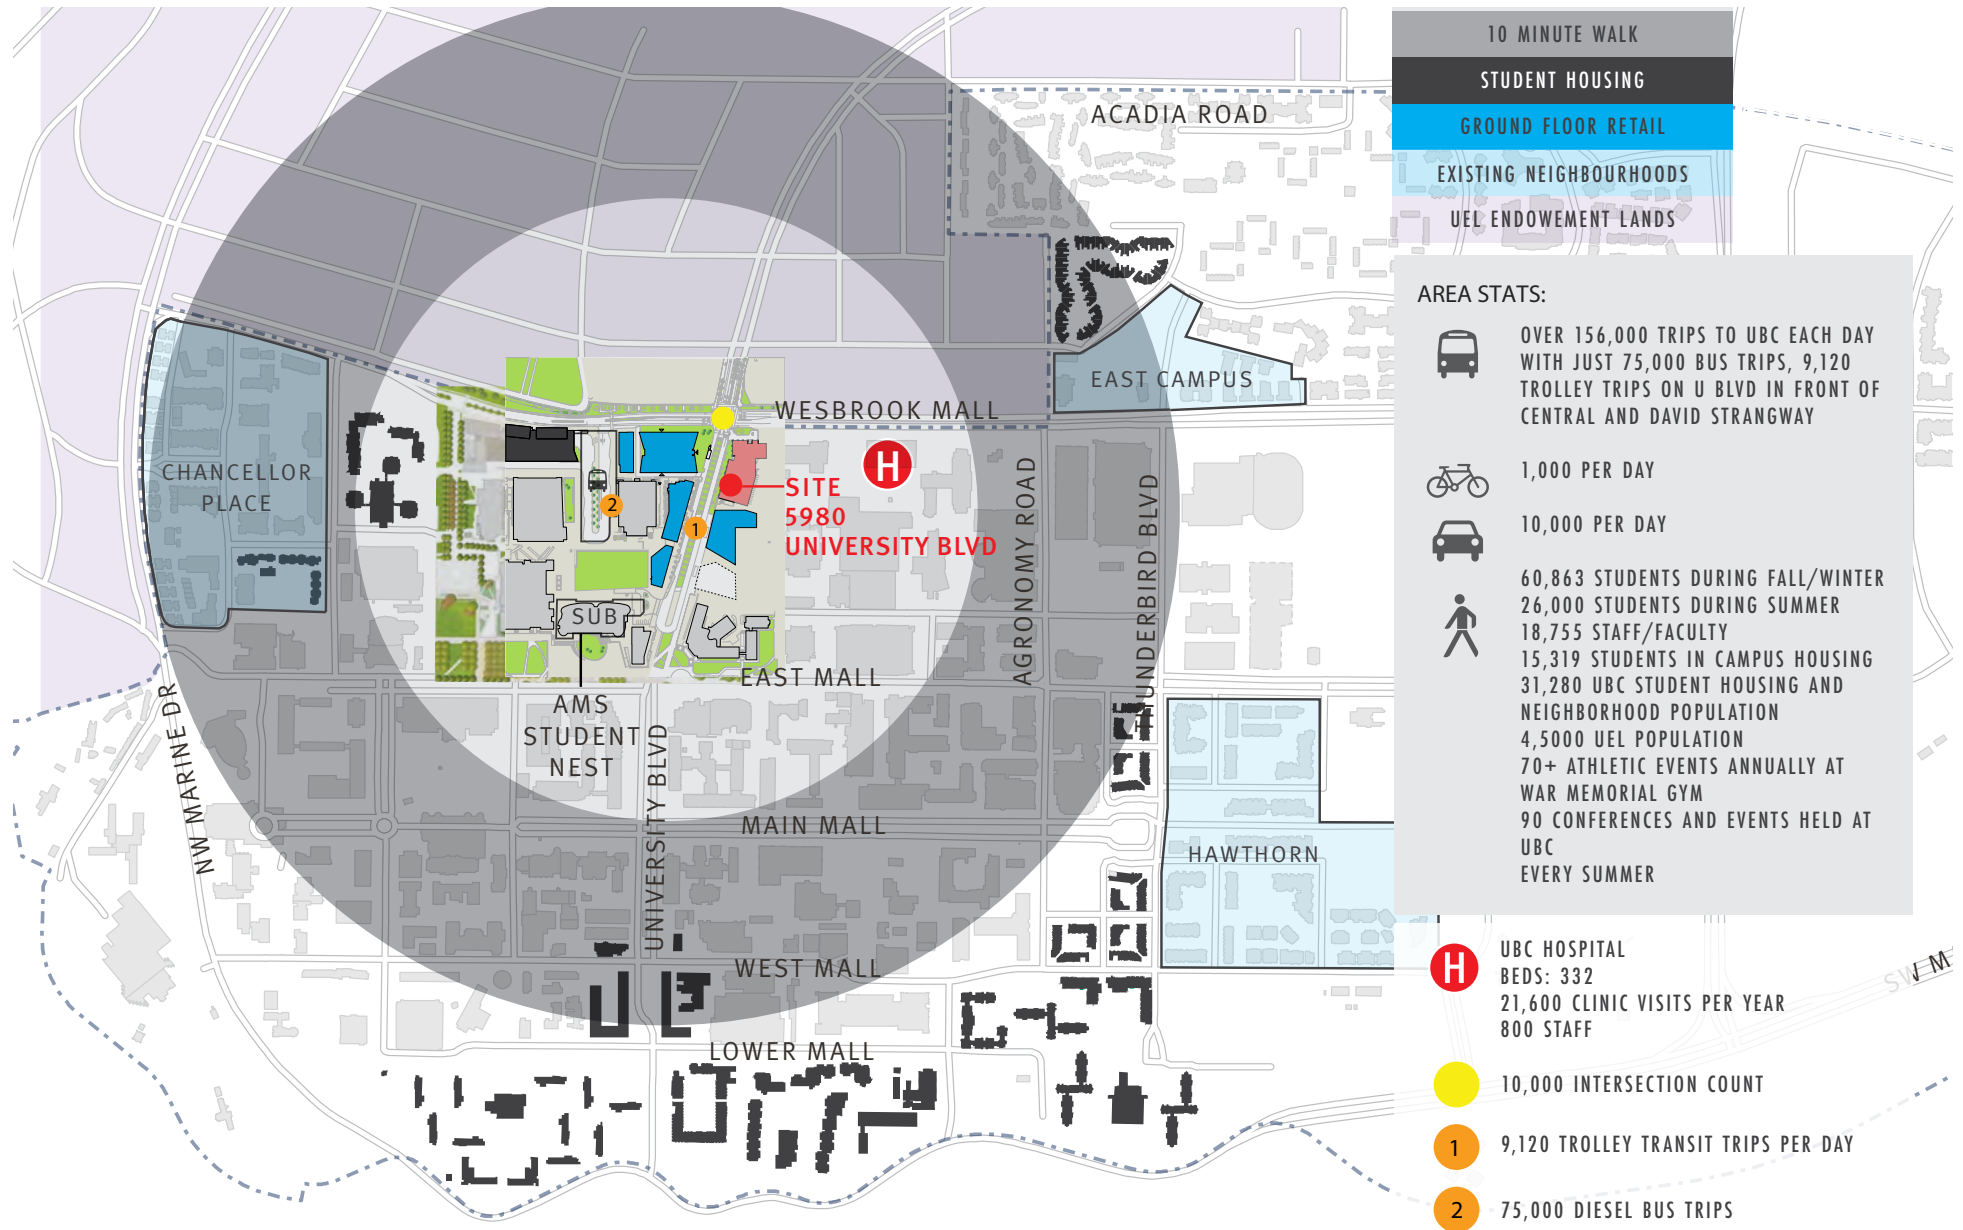 10 MINUTE WALK
STUDENT HOUSING
GROUND FLOOR RETAIL
EXISTING NEIGHBOURHOODS
UEL ENDOWEMENT LANDS
ACADIA ROAD
EAST CAMPUS
WESBROOK MALL
CHANCELLOR
PLACE
H
SITE
5980
UNIVERSITY BLVD
2
1
SUB
AGRONOMY ROAD
THUNDERBIRD BLVD
EAST MALL
AMS
STUDENT
NEST
UNIVERSITY BLVD
NW MARINE DR
MAIN MALL
HAWTHORN
WEST MALL
LOWER MALL
SW M
AREA STATS:
OVER 156,000 TRIPS TO UBC EACH DAY
WITH JUST 75,000 BUS TRIPS, 9,120
TROLLEY TRIPS ON U BLVD IN FRONT OF
CENTRAL AND DAVID STRANGWAY
1,000 PER DAY
10,000 PER DAY
60,863 STUDENTS DURING FALL/WINTER
26,000 STUDENTS DURING SUMMER
18,755 STAFF/FACULTY
15,319 STUDENTS IN CAMPUS HOUSING
31,280 UBC STUDENT HOUSING AND
NEIGHBORHOOD POPULATION
4,5000 UEL POPULATION
70+ ATHLETIC EVENTS ANNUALLY AT
WAR MEMORIAL GYM
90 CONFERENCES AND EVENTS HELD AT
UBC
EVERY SUMMER
H
UBC HOSPITAL
BEDS: 332
21,600 CLINIC VISITS PER YEAR
800 STAFF
10,000 INTERSECTION COUNT
1
9,120 TROLLEY TRANSIT TRIPS PER DAY
2
75,000 DIESEL BUS TRIPS